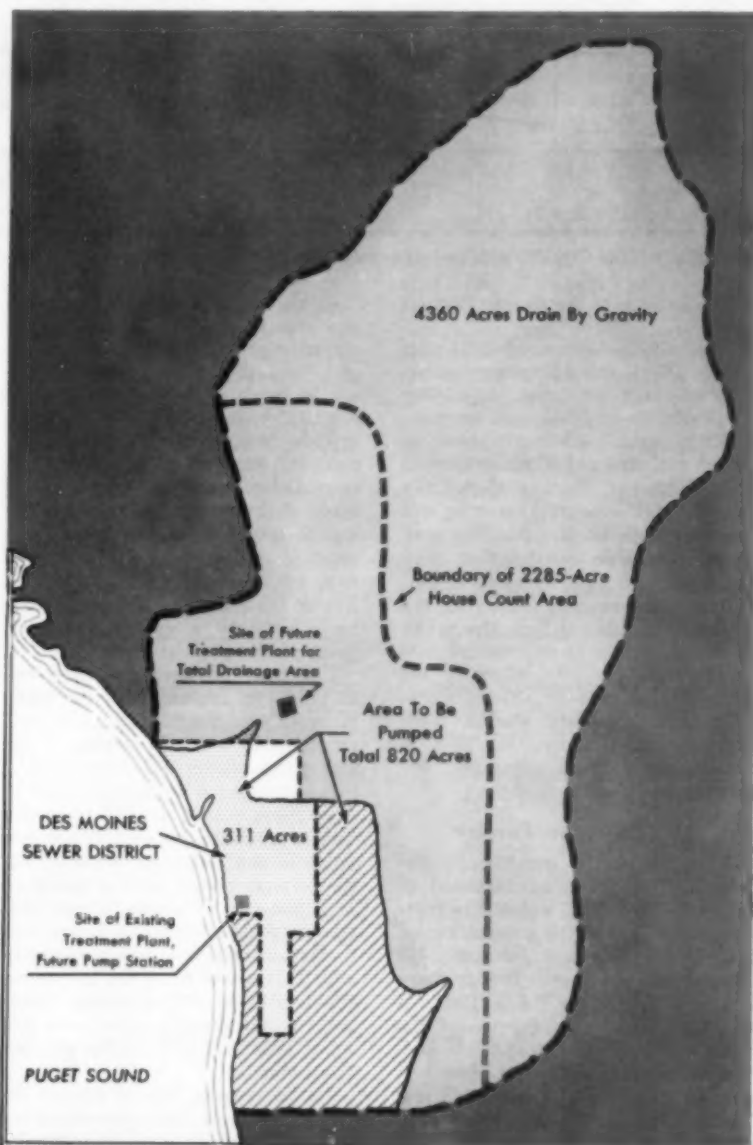 4360 Acres Drain By Gravity
Boundary of 2285-Acre
House Count Area
Site of Future
Treatment Plant for
Total Drainage Area
Area To Be
Pumped
Total 820 Acres
DES MOINES
SEWER DISTRICT
311 Acres
Site of Existing
Treatment Plant,
Future Pump Station
PUGET SOUND